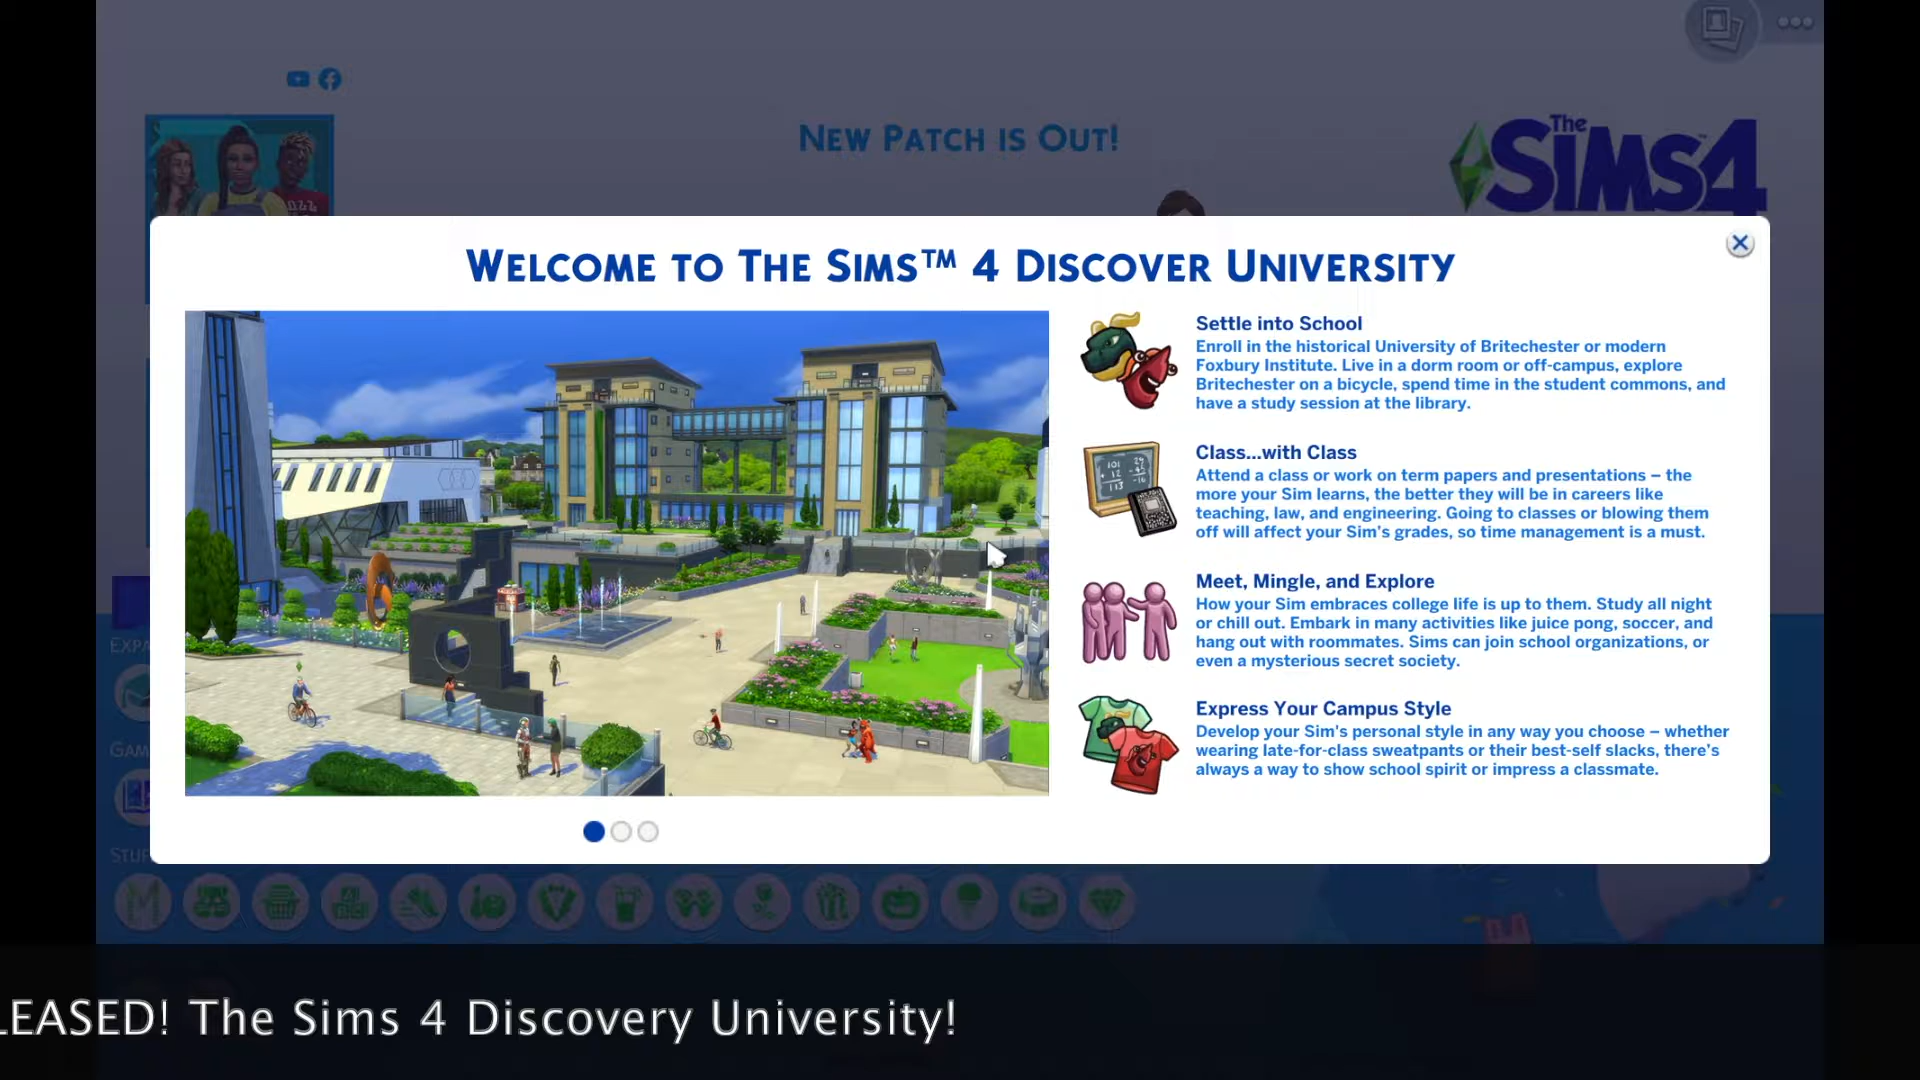 NEW PATCH IS OUT!
The SIMS 4
WELCOME TO THE SIMS™ 4 DISCOVER UNIVERSITY
Settle into School
Enroll in the historical University of Britechester or modern
Foxbury Institute. Live in a dorm room or off-campus, explore
Britechester on a bicycle, spend time in the student commons, and
have a study session at the library.
Class...with Class
Attend a class or work on term papers and presentations – the
more your Sim learns, the better they will be in careers like
teaching, law, and engineering. Going to classes or blowing them
off will affect your Sim's grades, so time management is a must.
Meet, Mingle, and Explore
How your Sim embraces college life is up to them. Study all night
or chill out. Embark in many activities like juice pong, soccer, and
hang out with roommates. Sims can join school organizations, or
even a mysterious secret society.
Express Your Campus Style
Develop your Sim's personal style in any way you choose – whether
wearing late-for-class sweatpants or their best-self slacks, there's
always a way to show school spirit or impress a classmate.
EXPA
GAM
STUF
LEASED! The Sims 4 Discovery University!